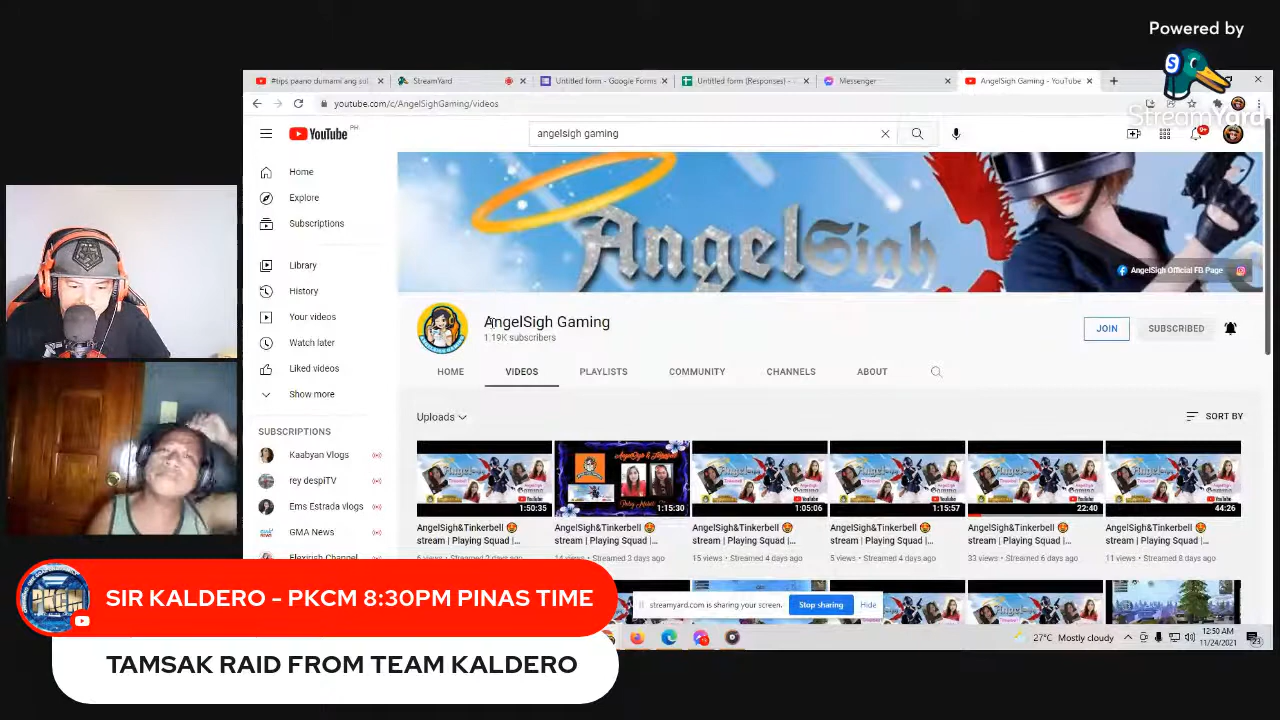 Powered by
StreamYard
#tips paano dumami ang sul
StreamYard
Untitled form - Google Forms
Untitled form (Responses) -
Messenger
AngelSigh Gaming - YouTube
youtube.com/c/AngelSighGaming/videos
YouTube PH
angelsigh gaming
9+
Home
Explore
Subscriptions
Library
History
Your videos
Watch later
Liked videos
Show more
SUBSCRIPTIONS
Kaabyan Vlogs
rey despiTV
Ems Estrada vlogs
GMA News
Flexirish Channel
AngelSigh
AngelSigh Official FB Page
AngelSigh Gaming
1.19K subscribers
JOIN
SUBSCRIBED
HOME
VIDEOS
PLAYLISTS
COMMUNITY
CHANNELS
ABOUT
Uploads
SORT BY
1:50:35
1:15:30
1:05:06
1:15:57
22:40
44:26
AngelSigh&Tinkerbell
stream | Playing Squad |...
AngelSigh&Tinkerbell
stream | Playing Squad |...
AngelSigh&Tinkerbell
stream | Playing Squad |...
AngelSigh&Tinkerbell
stream | Playing Squad |...
AngelSigh&Tinkerbell
stream | Playing Squad |...
AngelSigh&Tinkerbell
stream | Playing Squad |...
15 views • Streamed 4 days ago
5 views • Streamed 4 days ago
33 views • Streamed 6 days ago
11 views • Streamed 8 days ago
streamyard.com is sharing your screen.
Stop sharing
Hide
27°C Mostly cloudy
12:50 AM
11/24/2021
23
PKCM
SIR KALDERO - PKCM 8:30PM PINAS TIME
TAMSAK RAID FROM TEAM KALDERO